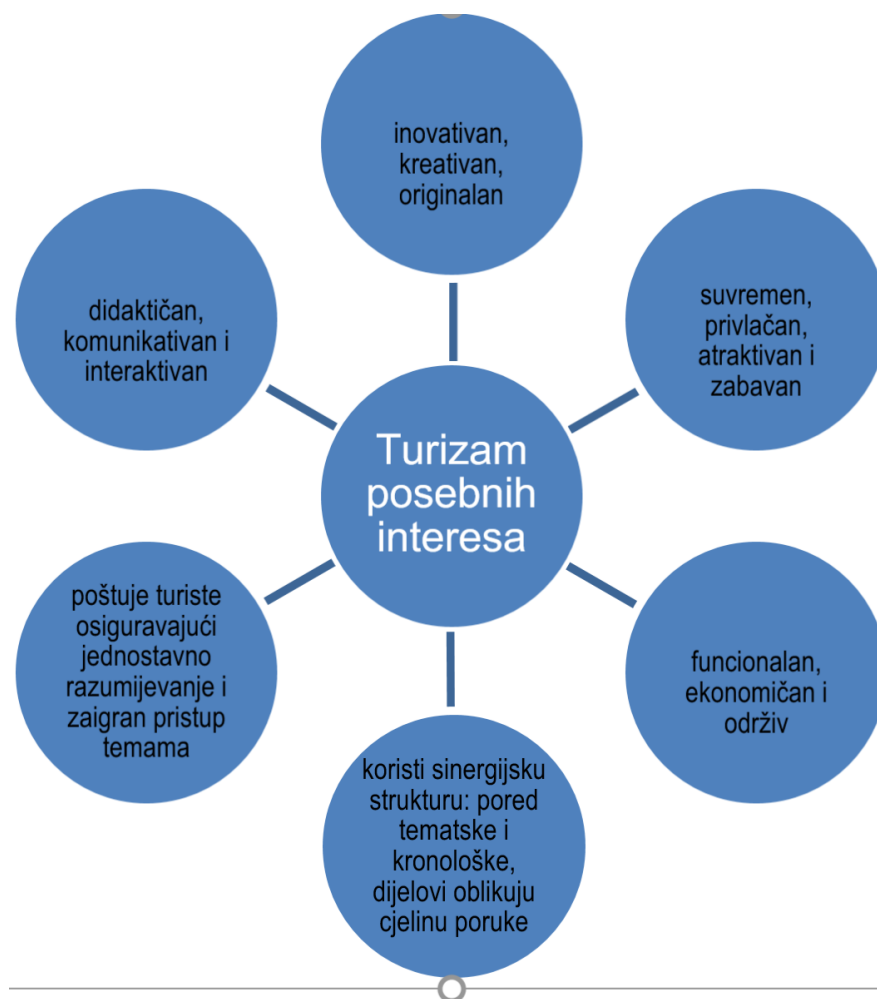 inovativan,
kreativan,
originalan
suvremen,
privlačan,
atraktivan i
zabavan
funcionalan,
ekonomičan i
održiv
koristi sinergijsku
strukturu: pored
tematske i
kronološke,
dijelovi oblikuju
cjelinu poruke
poštuje turiste
osiguravajući
jednostavno
razumijevanje i
zaigran pristup
temama
didaktičan,
komunikativan i
interaktivan
Turizam
posebnih
interesa